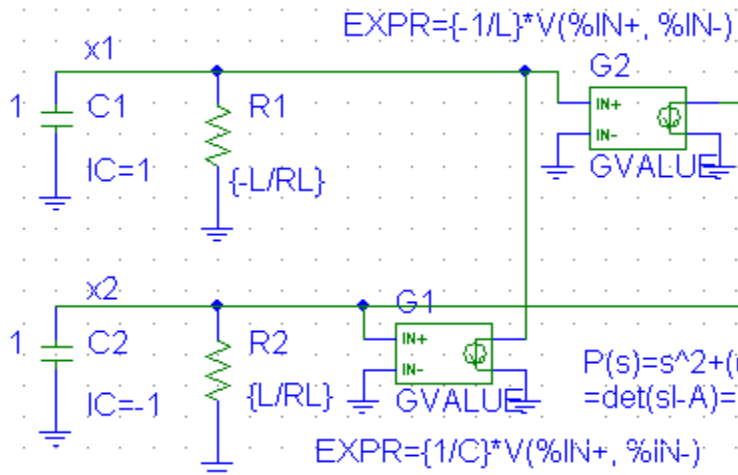 EXPR={-1/L}*V(%IN+, %IN-)
x1
G2
1
C1
R1
IN+
IN-
IC=1
{-L/RL}
GVALUE
x2
G1
1
C2
R2
IN+
IN-
P(s)=s^2+(
IC=-1
{L/RL}
GVALUE
=det(sI-A)=
EXPR={1/C}*V(%IN+, %IN-)